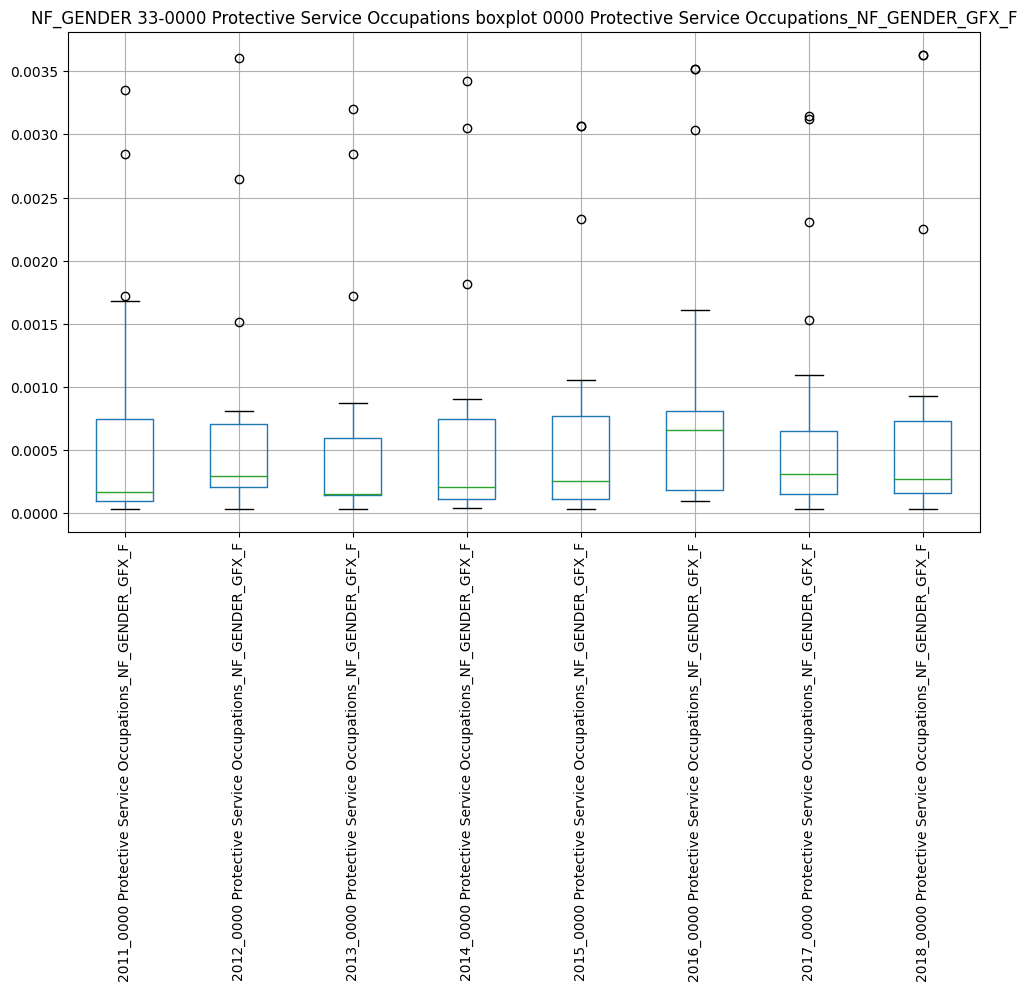 NF_GENDER 33-0000 Protective Service Occupations boxplot 0000 Protective Service Occupations_NF_GENDER_GFX_F
0.0035
0.0030
0.0025
0.0020
0.0015
0.0010
0.0005
0.0000
2011_0000 Protective Service Occupations_NF_GENDER_GFX_F
2012_0000 Protective Service Occupations_NF_GENDER_GFX_F
2013_0000 Protective Service Occupations_NF_GENDER_GFX_F
2014_0000 Protective Service Occupations_NF_GENDER_GFX_F
2015_0000 Protective Service Occupations_NF_GENDER_GFX_F
2016_0000 Protective Service Occupations_NF_GENDER_GFX_F
2017_0000 Protective Service Occupations_NF_GENDER_GFX_F
2018_0000 Protective Service Occupations_NF_GENDER_GFX_F